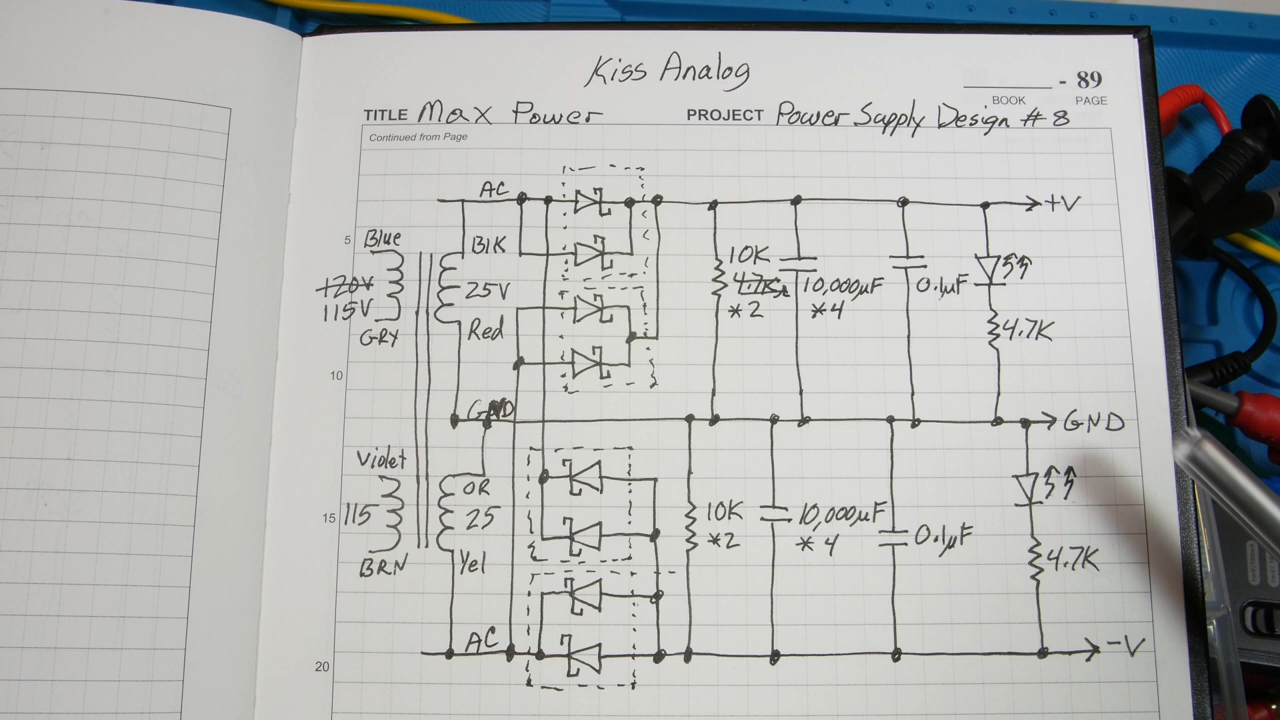 Kiss Analog
- 89
BOOK PAGE
TITLE Max Power PROJECT Power Supply Design #8
Continued from Page
AC +V
5 Blue BlK
10K
120V 25V 4.7K 10,000µF 0.1µF
115V *2 *4
GRY Red 4.7K
10
GND GND
Violet OR
15 115 25 10K 10,000µF 0.1µF
*2 *4
BRN Yel 4.7K
20 AC -V